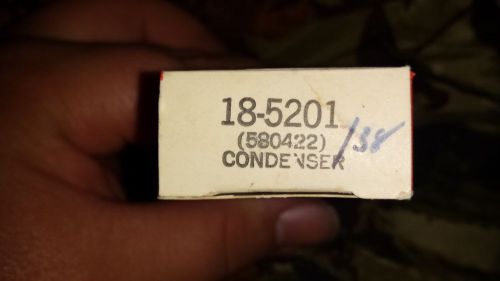 18-5201
(580422)
CONDENSER
/38